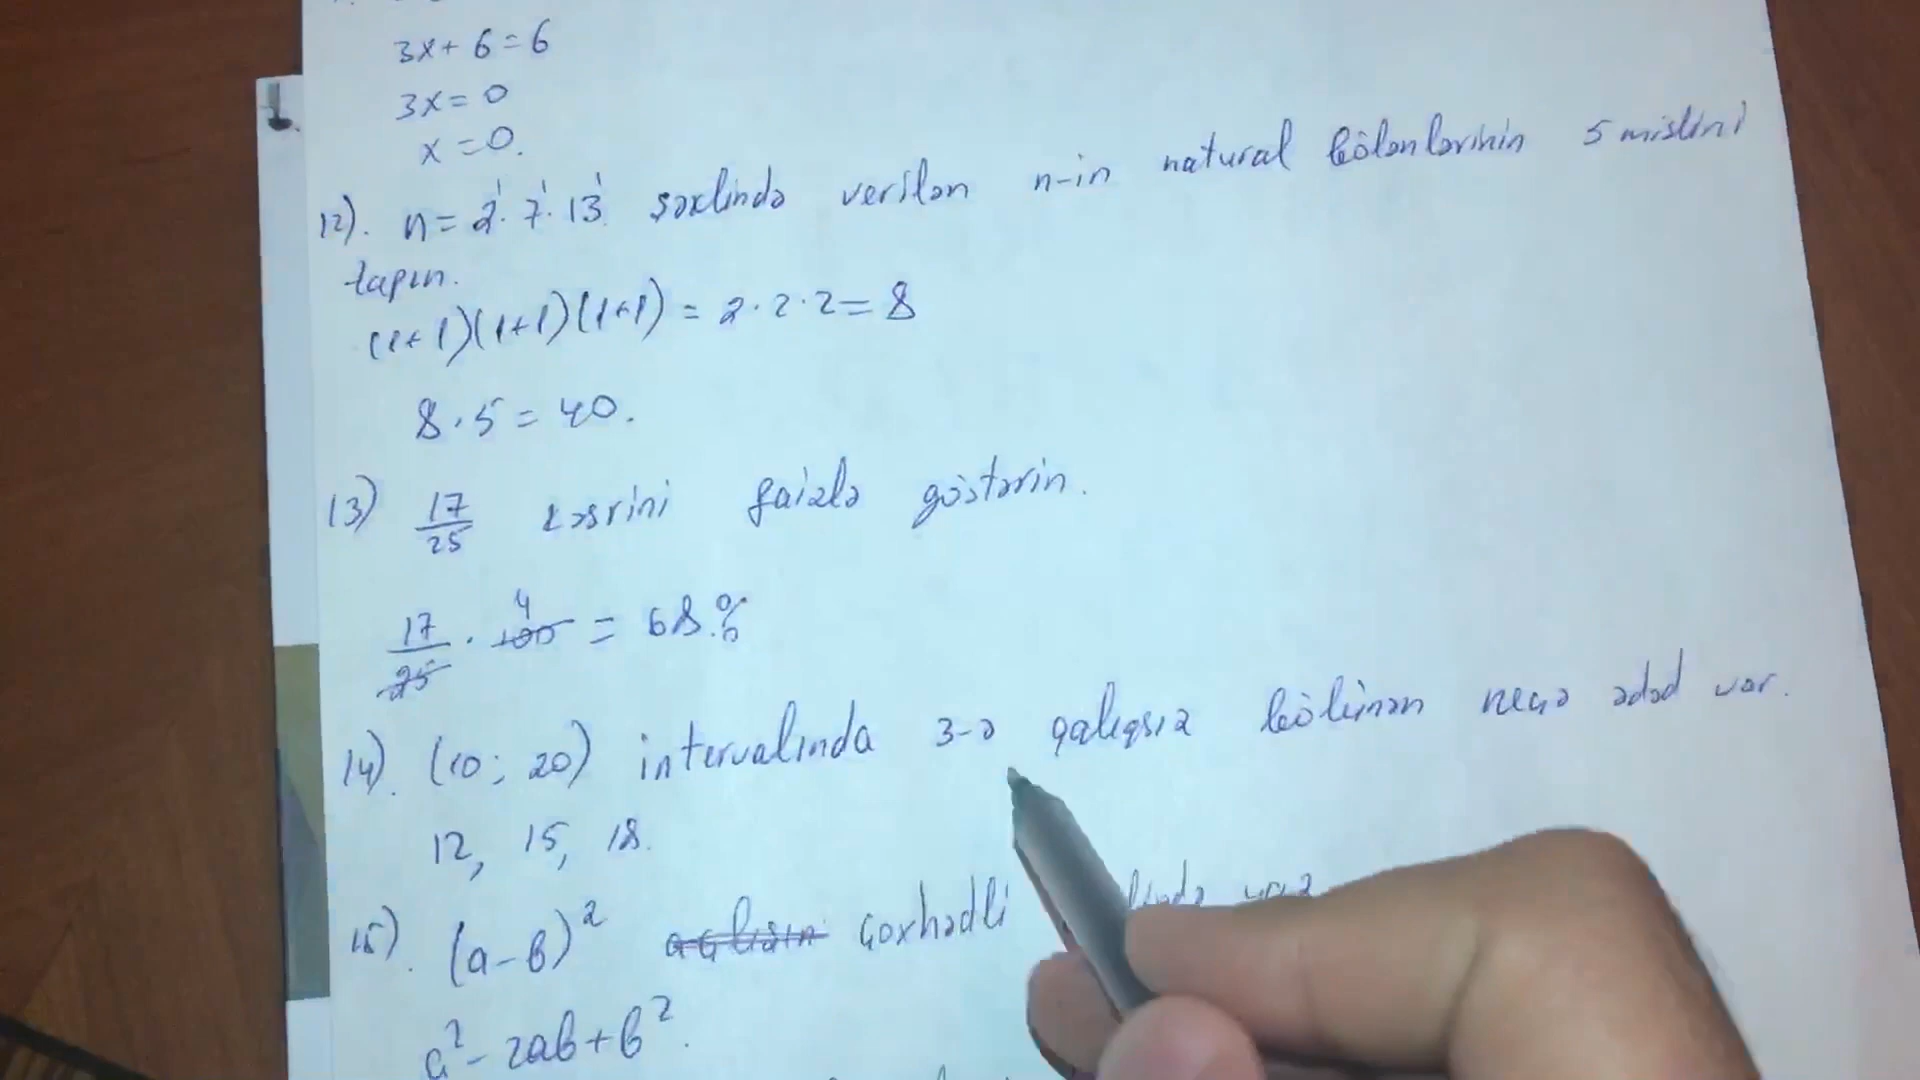 3x + 6 = 6
3x = 0
x = 0.
12). n = 2¹ · 7¹ · 13¹ şəklində verilən n-in natural bölənlərinin 5 mislini
tapın.
(1+1)(1+1)(1+1) = 2 · 2 · 2 = 8
8 · 5 = 40.
13) 17/25 kəsrini faizlə göstərin.
17/25 · 100 4 = 68%
14). (10; 20) intervalında 3-ə qalıqsız bölünən neçə ədəd var.
12, 15, 18.
15). (a-b)² çoxhədli
a² - 2ab + b².